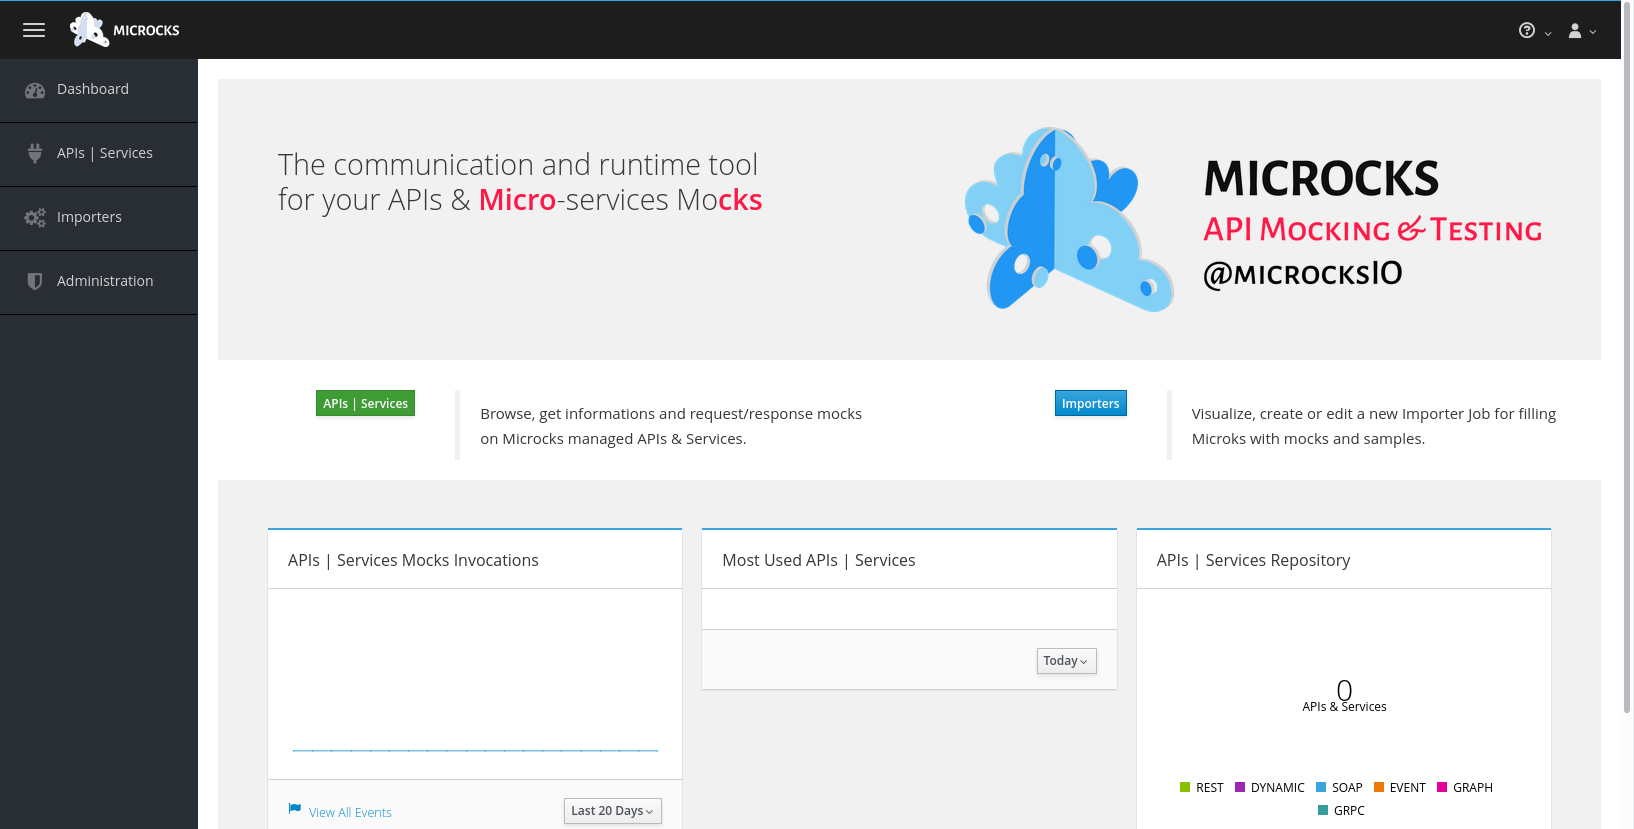 MICROCKS
Dashboard
APIs | Services
Importers
Administration
The communication and runtime tool
for your APIs & Micro-services Mocks
MICROCKS
API Mocking & Testing
@microcksIO
APIs | Services
Browse, get informations and request/response mocks
on Microcks managed APIs & Services.
Importers
Visualize, create or edit a new Importer Job for filling
Microks with mocks and samples.
APIs | Services Mocks Invocations
View All Events
Last 20 Days
Most Used APIs | Services
Today
APIs | Services Repository
0
APIs & Services
REST DYNAMIC SOAP EVENT GRAPH
GRPC